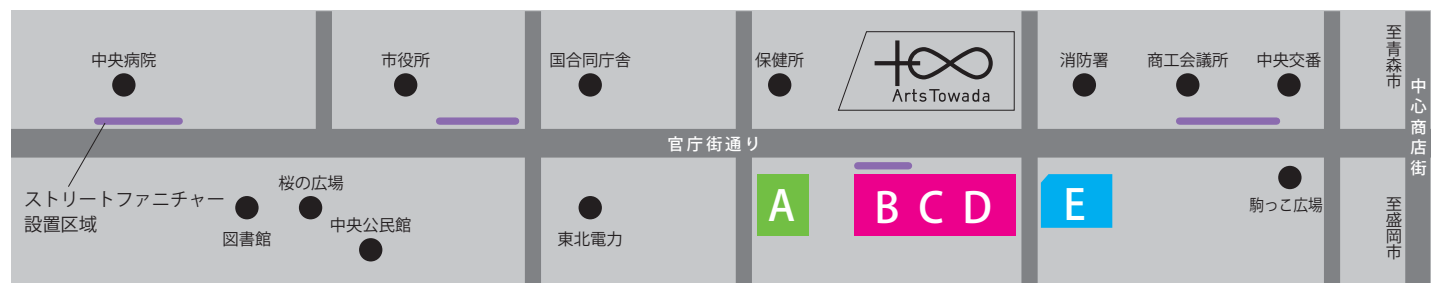 中央病院
市役所
国合同庁舎
保健所
ArtsTowada
消防署
商工会議所
中央交番
至青森市
中心商店街
官庁街通り
ストリートファニチャー
設置区域
桜の広場
図書館
中央公民館
東北電力
A
B C D
E
駒っこ広場
至盛岡市